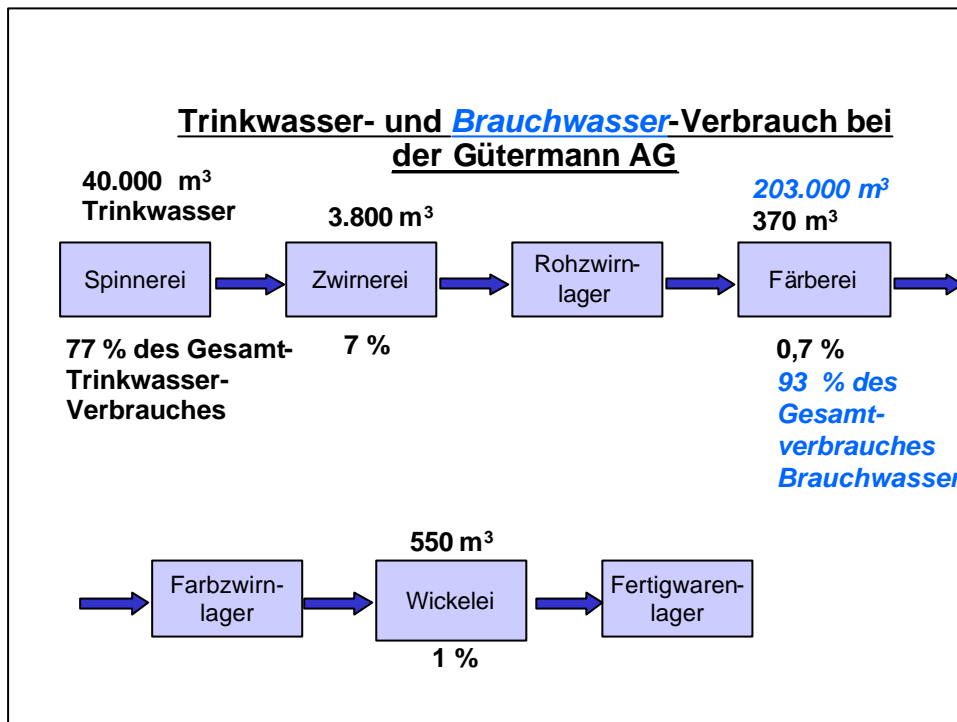 Trinkwasser- und Brauchwasser-Verbrauch bei
der Gütermann AG
40.000 m³
Trinkwasser
3.800 m³
203.000 m³
370 m³
Spinnerei
Zwirnerei
Rohzwirn-
lager
Färberei
77 % des Gesamt-
Trinkwasser-
Verbrauches
7 %
0,7 %
93 % des
Gesamt-
verbrauches
Brauchwasser
550 m³
Farbzwirn-
lager
Wickelei
Fertigwaren-
lager
1 %